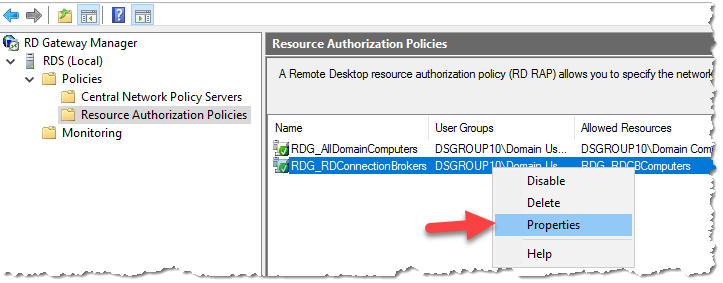 RD Gateway Manager
RDS (Local)
Policies
Central Network Policy Servers
Resource Authorization Policies
Monitoring
Resource Authorization Policies
A Remote Desktop resource authorization policy (RD RAP) allows you to specify the network
Name User Groups Allowed Resources
RDG_AllDomainComputers DSGROUP10\Domain Us... DSGROUP10\Domain Com
RDG_RDConnectionBrokers DSGROUP10\Domain Us... RDG_RDCBComputers
Disable
Delete
Properties
Help